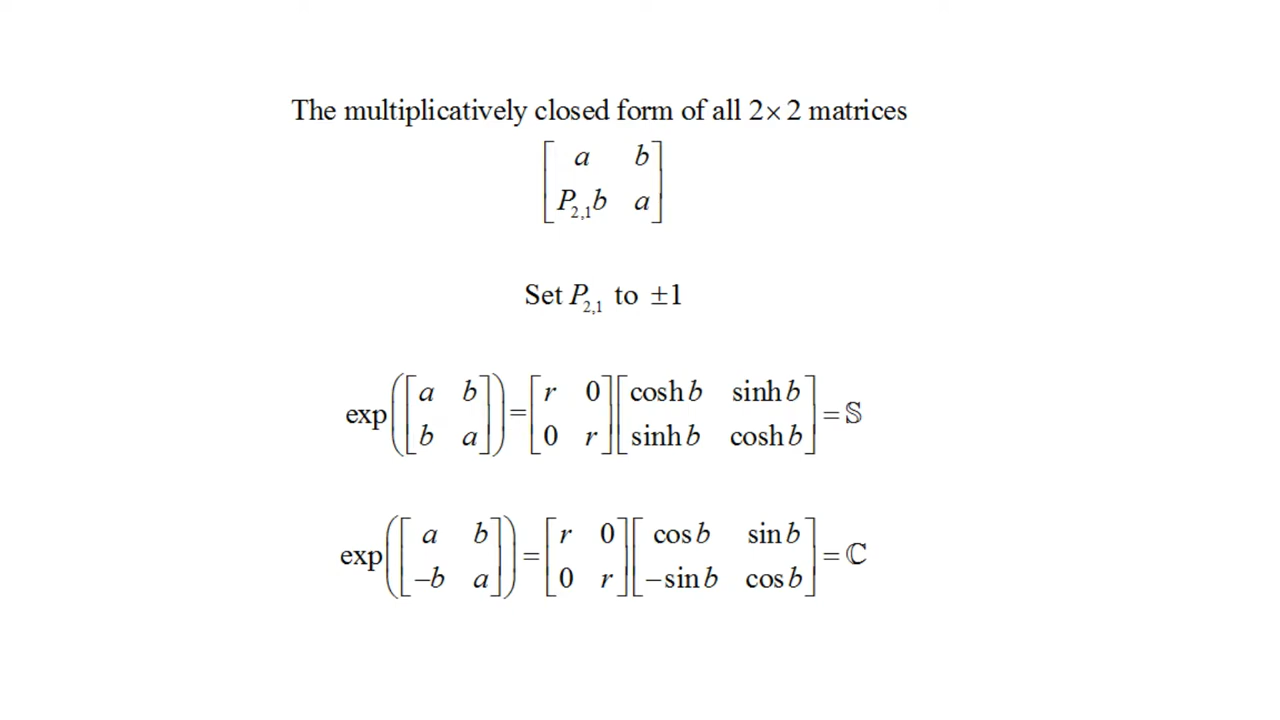 The multiplicatively closed form of all 2×2 matrices
[ a b
P₂,₁b a ]
Set P₂,₁ to ±1
exp([ a b
b a ]) = [ r 0
0 r ][ cosh b sinh b
sinh b cosh b ] = 𝕊
exp([ a b
−b a ]) = [ r 0
0 r ][ cos b sin b
−sin b cos b ] = ℂ